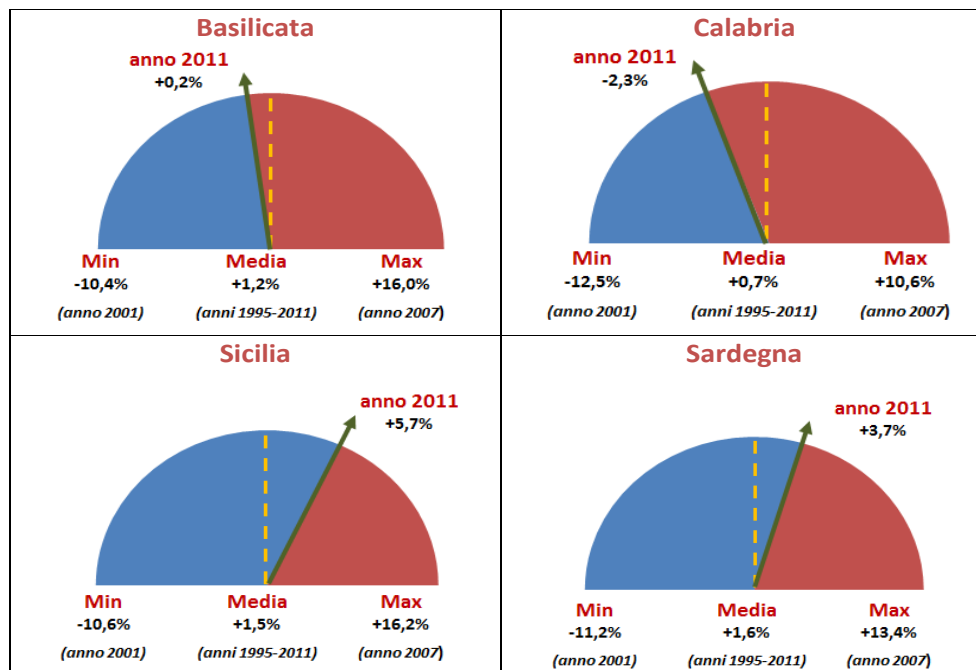 Basilicata
anno 2011
+0,2%
Min Media Max
-10,4% +1,2% +16,0%
(anno 2001) (anni 1995-2011) (anno 2007)
Calabria
anno 2011
-2,3%
Min Media Max
-12,5% +0,7% +10,6%
(anno 2001) (anni 1995-2011) (anno 2007)
Sicilia
anno 2011
+5,7%
Min Media Max
-10,6% +1,5% +16,2%
(anno 2001) (anni 1995-2011) (anno 2007)
Sardegna
anno 2011
+3,7%
Min Media Max
-11,2% +1,6% +13,4%
(anno 2001) (anni 1995-2011) (anno 2007)